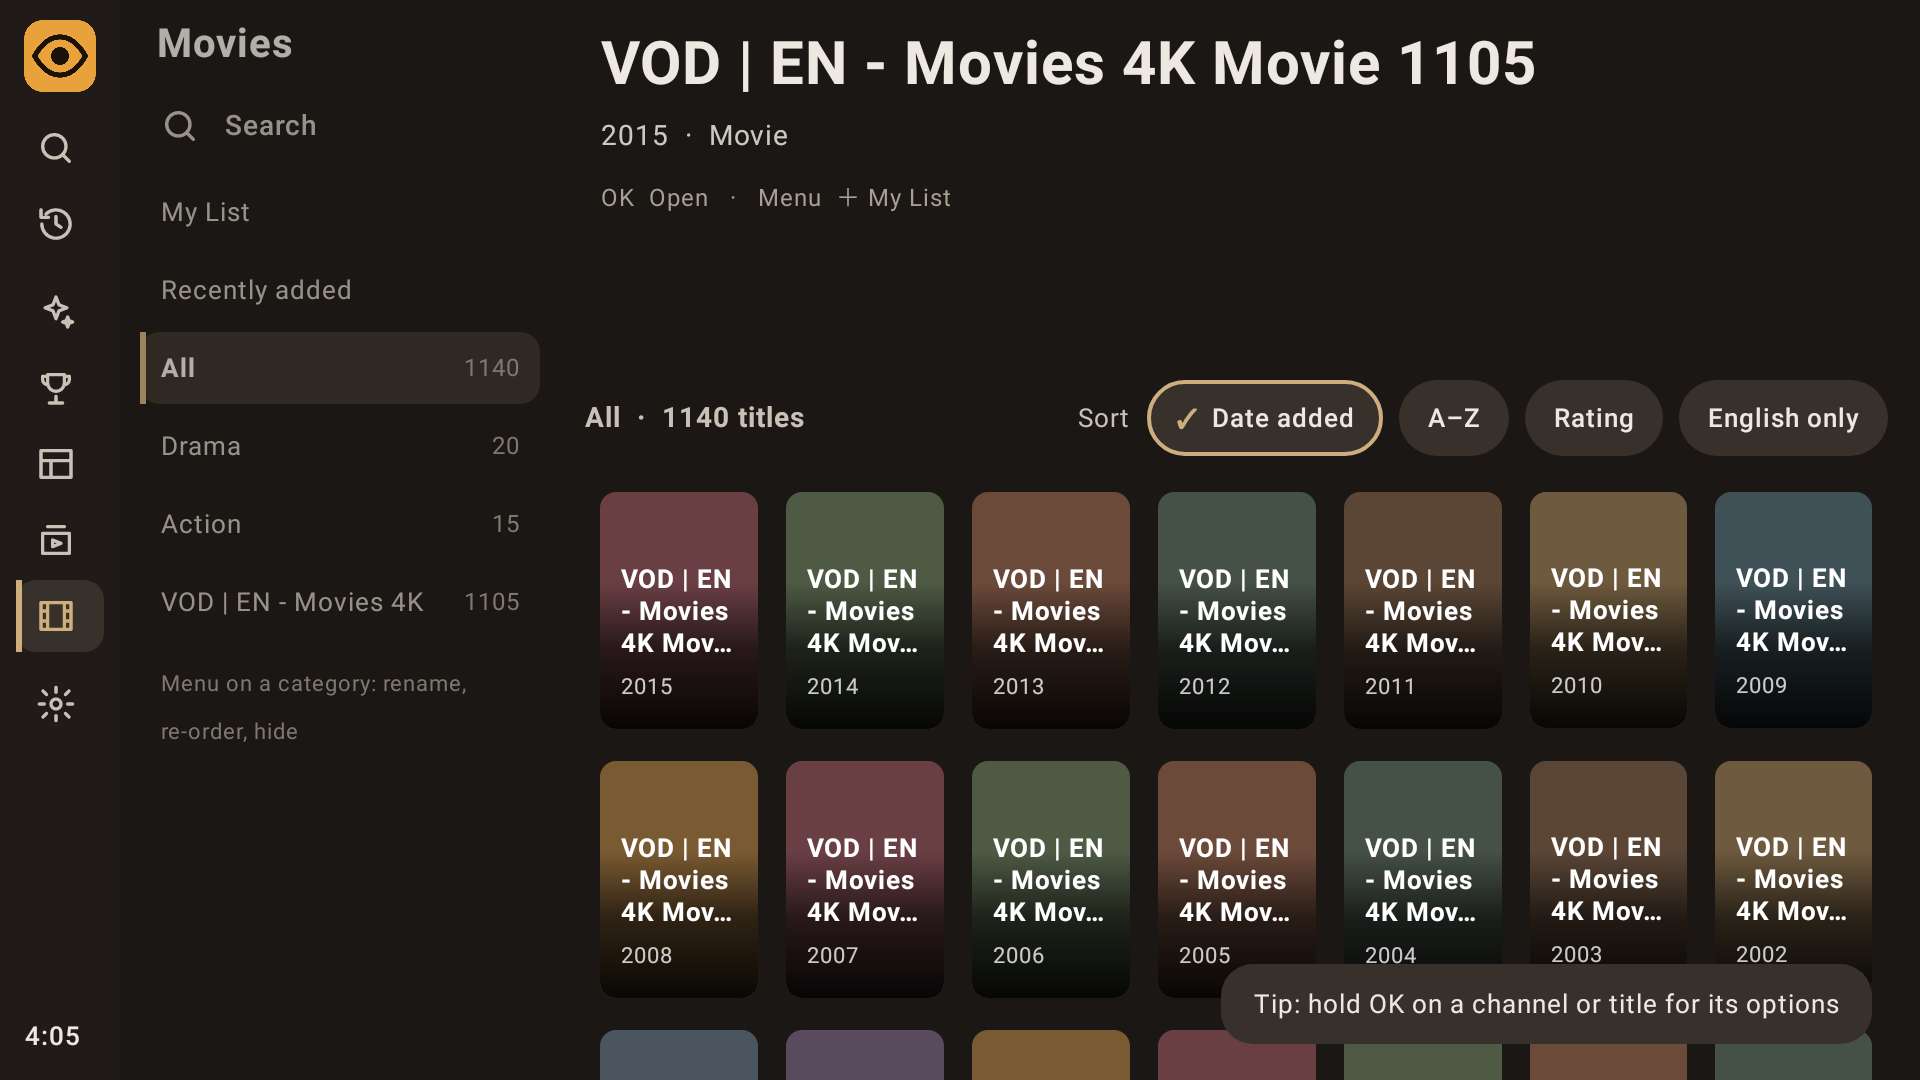 Movies
Search
My List
Recently added
All 1140
Drama 20
Action 15
VOD | EN - Movies 4K 1105
Menu on a category: rename,
re-order, hide
4:05
VOD | EN - Movies 4K Movie 1105
2015 · Movie
OK Open · Menu + My List
All · 1140 titles
Sort ✓ Date added A–Z Rating English only
VOD | EN
- Movies
4K Mov...
2015
VOD | EN
- Movies
4K Mov...
2014
VOD | EN
- Movies
4K Mov...
2013
VOD | EN
- Movies
4K Mov...
2012
VOD | EN
- Movies
4K Mov...
2011
VOD | EN
- Movies
4K Mov...
2010
VOD | EN
- Movies
4K Mov...
2009
VOD | EN
- Movies
4K Mov...
2008
VOD | EN
- Movies
4K Mov...
2007
VOD | EN
- Movies
4K Mov...
2006
VOD | EN
- Movies
4K Mov...
2005
VOD | EN
- Movies
4K Mov...
2004
VOD | EN
- Movies
4K Mov...
2003
VOD | EN
- Movies
4K Mov...
2002
Tip: hold OK on a channel or title for its options